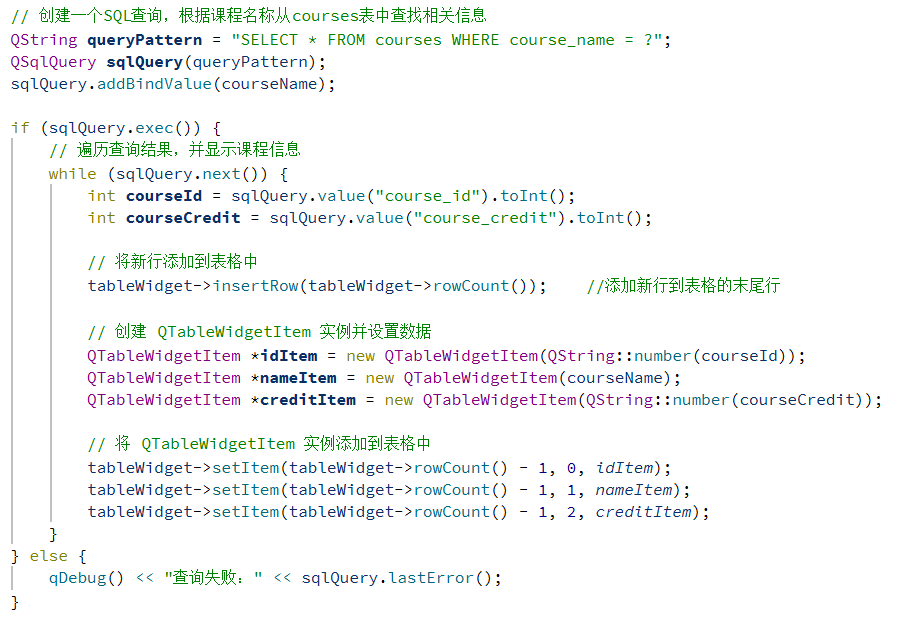 // 创建一个SQL查询，根据课程名称从courses表中查找相关信息
QString queryPattern = "SELECT * FROM courses WHERE course_name = ?";
QSqlQuery sqlQuery(queryPattern);
sqlQuery.addBindValue(courseName);

if (sqlQuery.exec()) {
    // 遍历查询结果，并显示课程信息
    while (sqlQuery.next()) {
        int courseId = sqlQuery.value("course_id").toInt();
        int courseCredit = sqlQuery.value("course_credit").toInt();

        // 将新行添加到表格中
        tableWidget->insertRow(tableWidget->rowCount());    //添加新行到表格的末尾行

        // 创建 QTableWidgetItem 实例并设置数据
        QTableWidgetItem *idItem = new QTableWidgetItem(QString::number(courseId));
        QTableWidgetItem *nameItem = new QTableWidgetItem(courseName);
        QTableWidgetItem *creditItem = new QTableWidgetItem(QString::number(courseCredit));

        // 将 QTableWidgetItem 实例添加到表格中
        tableWidget->setItem(tableWidget->rowCount() - 1, 0, idItem);
        tableWidget->setItem(tableWidget->rowCount() - 1, 1, nameItem);
        tableWidget->setItem(tableWidget->rowCount() - 1, 2, creditItem);
    }
} else {
    qDebug() << "查询失败：" << sqlQuery.lastError();
}